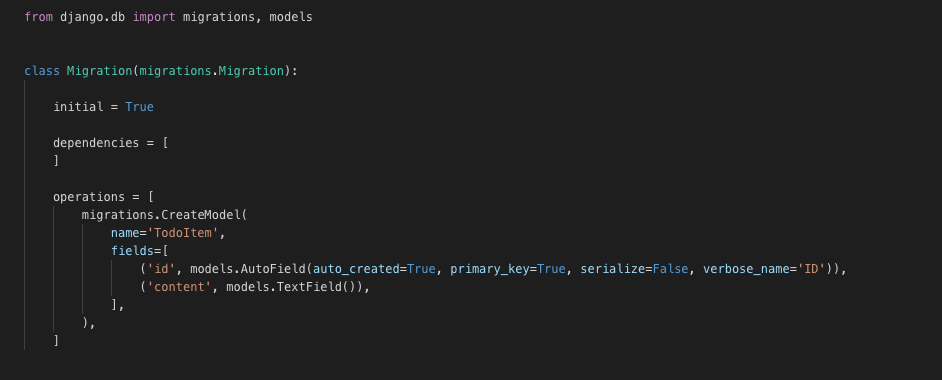 from django.db import migrations, models
class Migration(migrations.Migration):
    initial = True
    dependencies = [
    ]
    operations = [
        migrations.CreateModel(
            name='TodoItem',
            fields=[
                ('id', models.AutoField(auto_created=True, primary_key=True, serialize=False, verbose_name='ID')),
                ('content', models.TextField()),
            ],
        ),
    ]